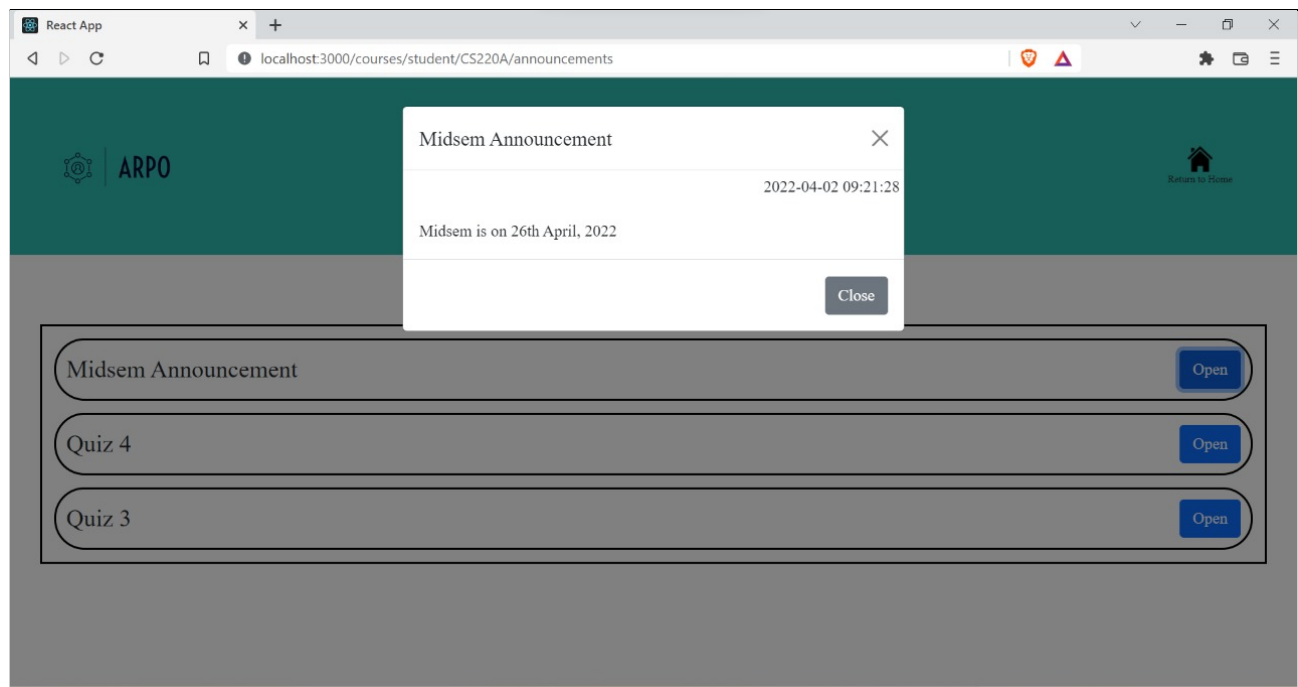 React App
localhost:3000/courses/student/CS220A/announcements
Midsem Announcement
ARPO
Return to Home
2022-04-02 09:21:28
Midsem is on 26th April, 2022
Close
Midsem Announcement
Open
Quiz 4
Open
Quiz 3
Open